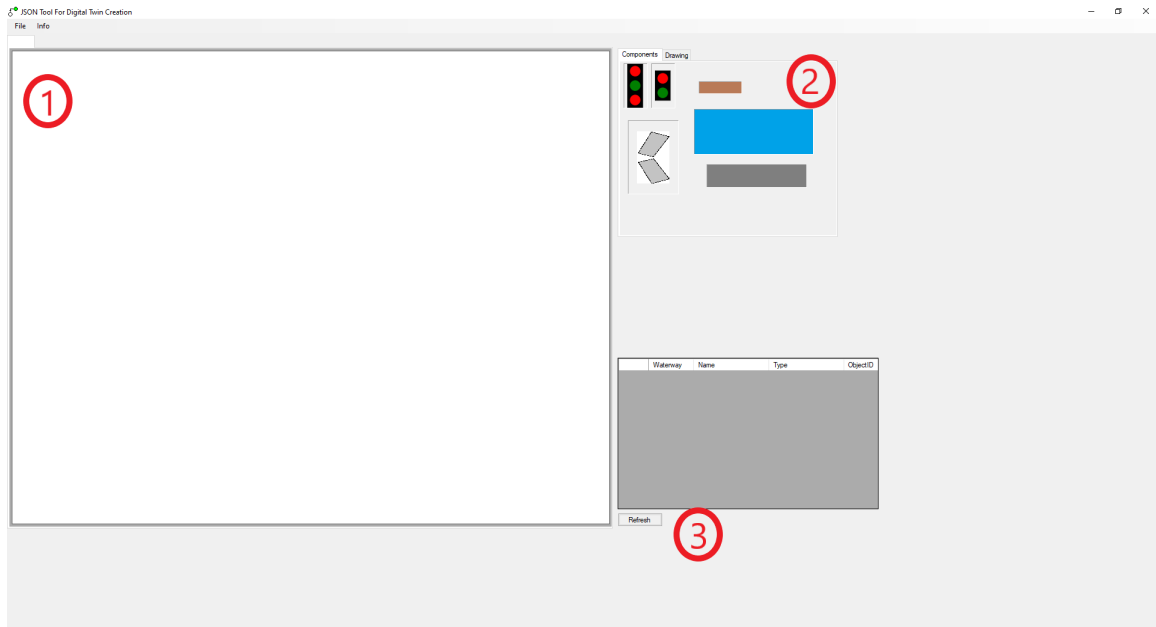 JSON Tool For Digital Twin Creation
File Info
1
Components Drawing
2
Waterway Name Type ObjectID
Refresh
3